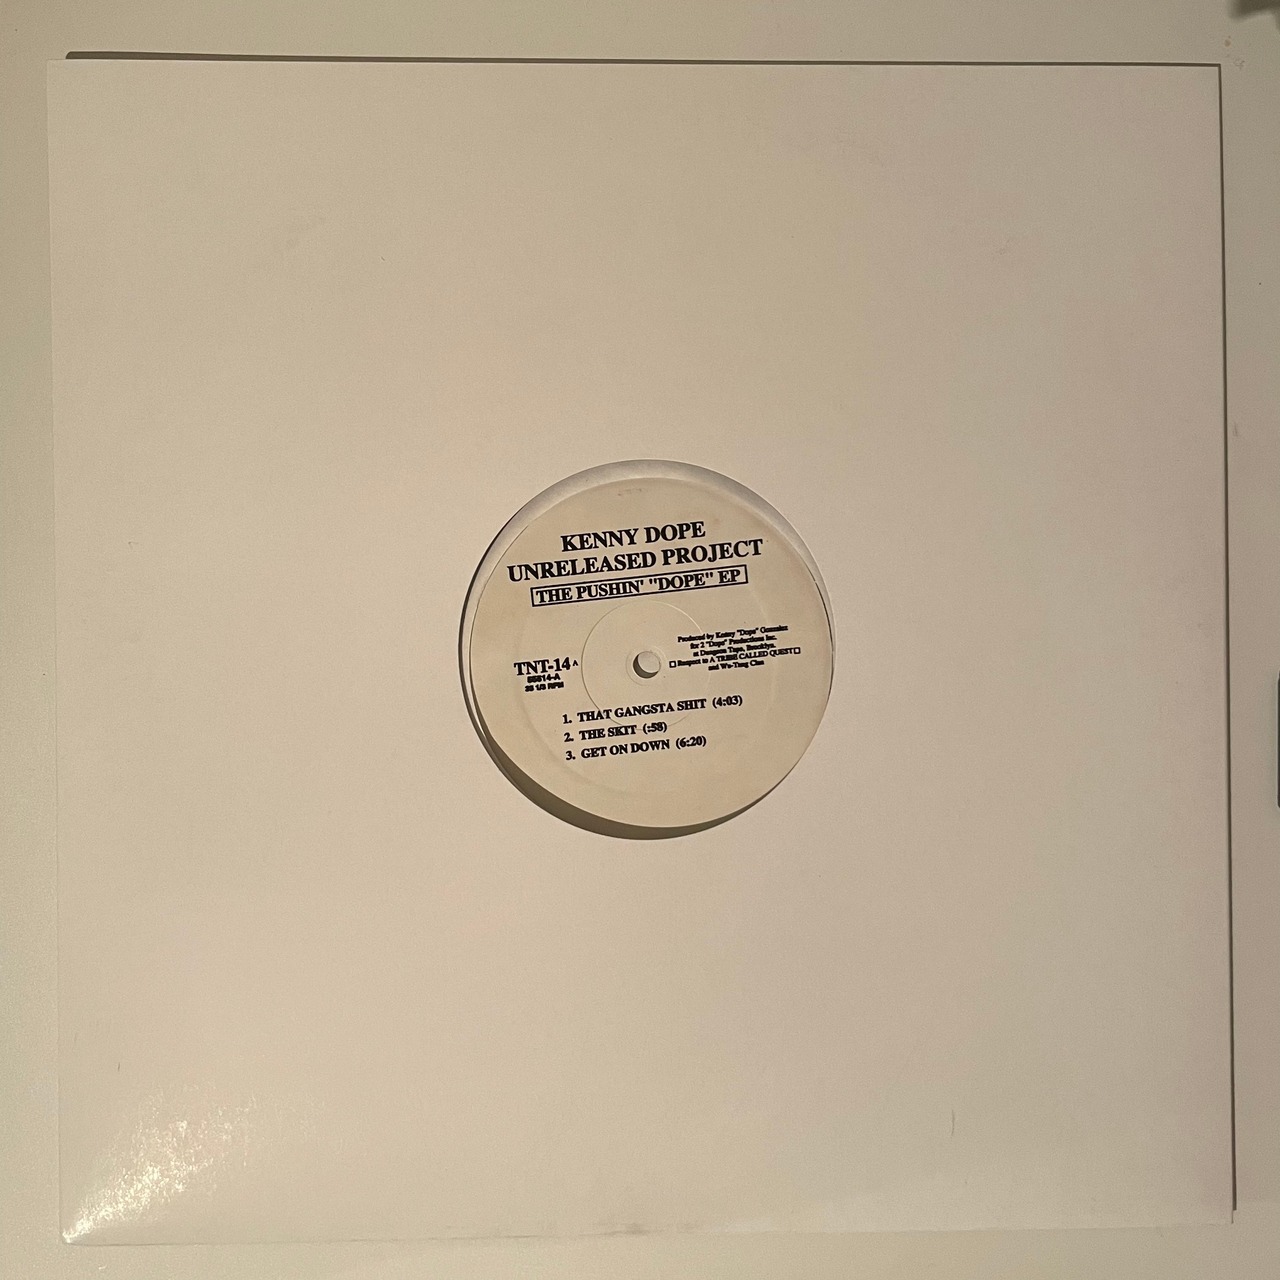 KENNY DOPE
UNRELEASED PROJECT
THE PUSHIN' "DOPE" EP
Produced by Kenny "Dope" Gonzalez
for 2 "Dope" Productions Inc.
at Dungeon Tape, Brooklyn.
Respect to A TRIBE CALLED QUEST
and Wu-Tang Clan
TNT-14 A
55514-A
33 1/3 RPM
1. THAT GANGSTA SHIT (4:03)
2. THE SKIT (:58)
3. GET ON DOWN (6:20)